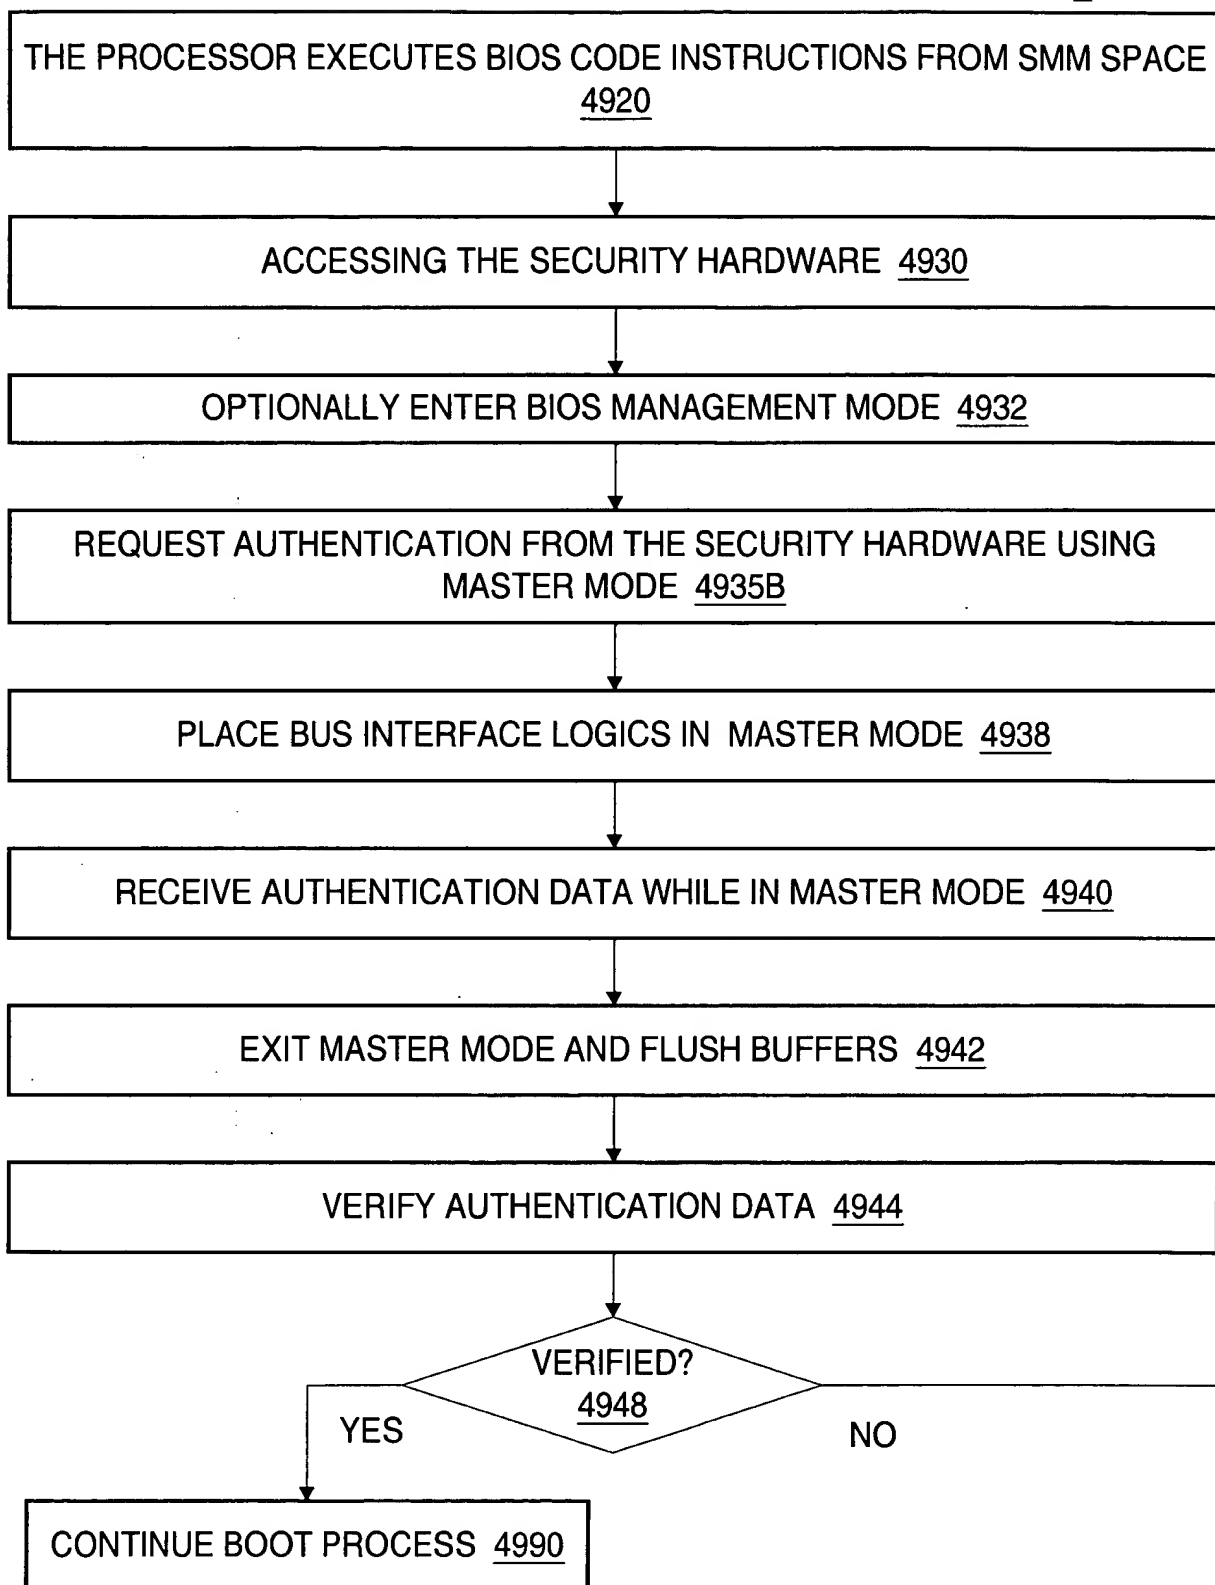 THE PROCESSOR EXECUTES BIOS CODE INSTRUCTIONS FROM SMM SPACE
4920
ACCESSING THE SECURITY HARDWARE 4930
OPTIONALLY ENTER BIOS MANAGEMENT MODE 4932
REQUEST AUTHENTICATION FROM THE SECURITY HARDWARE USING
MASTER MODE 4935B
PLACE BUS INTERFACE LOGICS IN MASTER MODE 4938
RECEIVE AUTHENTICATION DATA WHILE IN MASTER MODE 4940
EXIT MASTER MODE AND FLUSH BUFFERS 4942
VERIFY AUTHENTICATION DATA 4944
VERIFIED?
4948
YES
NO
CONTINUE BOOT PROCESS 4990